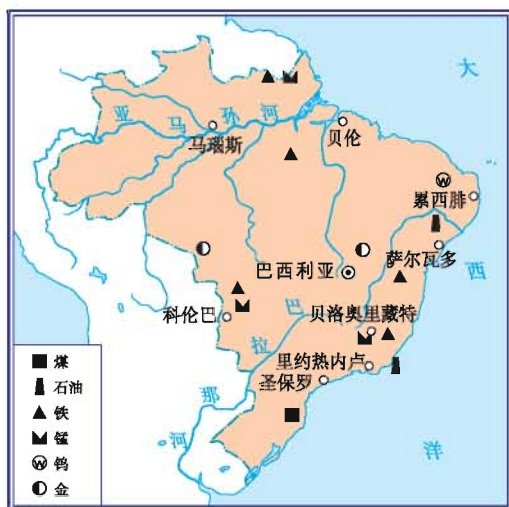 大
西
洋
亚马孙河
马瑙斯
贝伦
累西腓
萨尔瓦多
巴西利亚
科伦巴
贝洛奥里藏特
里约热内卢
圣保罗
巴
拉
那
河
煤
石油
铁
锰
W 钨
金